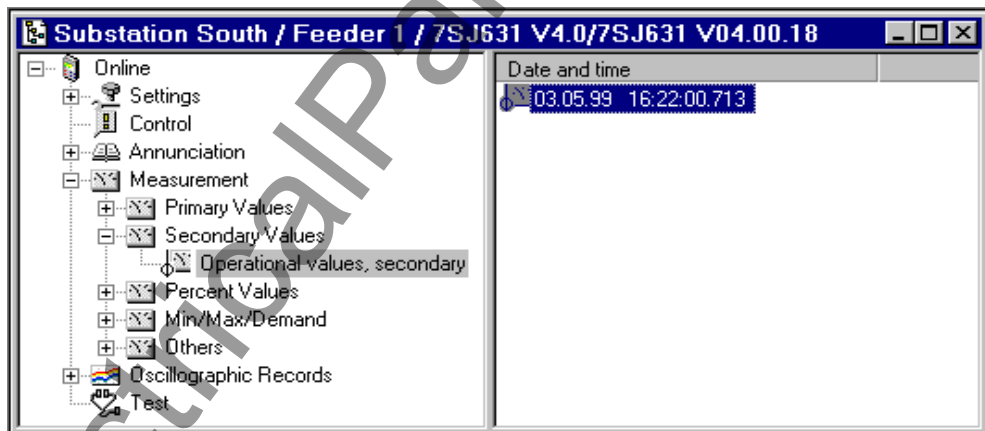 Substation South / Feeder 1 / 7SJ631 V4.0/7SJ631 V04.00.18
Online
Settings
Control
Annunciation
Measurement
Primary Values
Secondary Values
Operational values, secondary
Percent Values
Min/Max/Demand
Others
Oscillographic Records
Test
Date and time
03.05.99 16:22:00.713